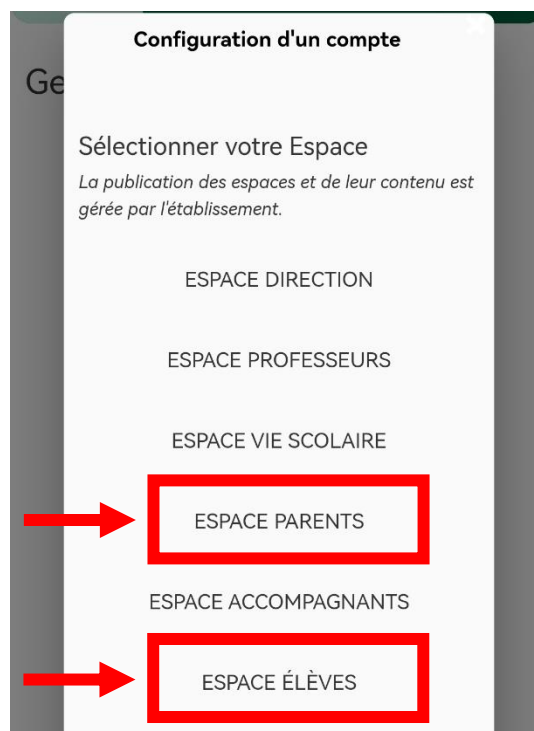 Configuration d'un compte
Ge
Sélectionner votre Espace
La publication des espaces et de leur contenu est
gérée par l'établissement.
ESPACE DIRECTION
ESPACE PROFESSEURS
ESPACE VIE SCOLAIRE
ESPACE PARENTS
ESPACE ACCOMPAGNANTS
ESPACE ÉLÈVES